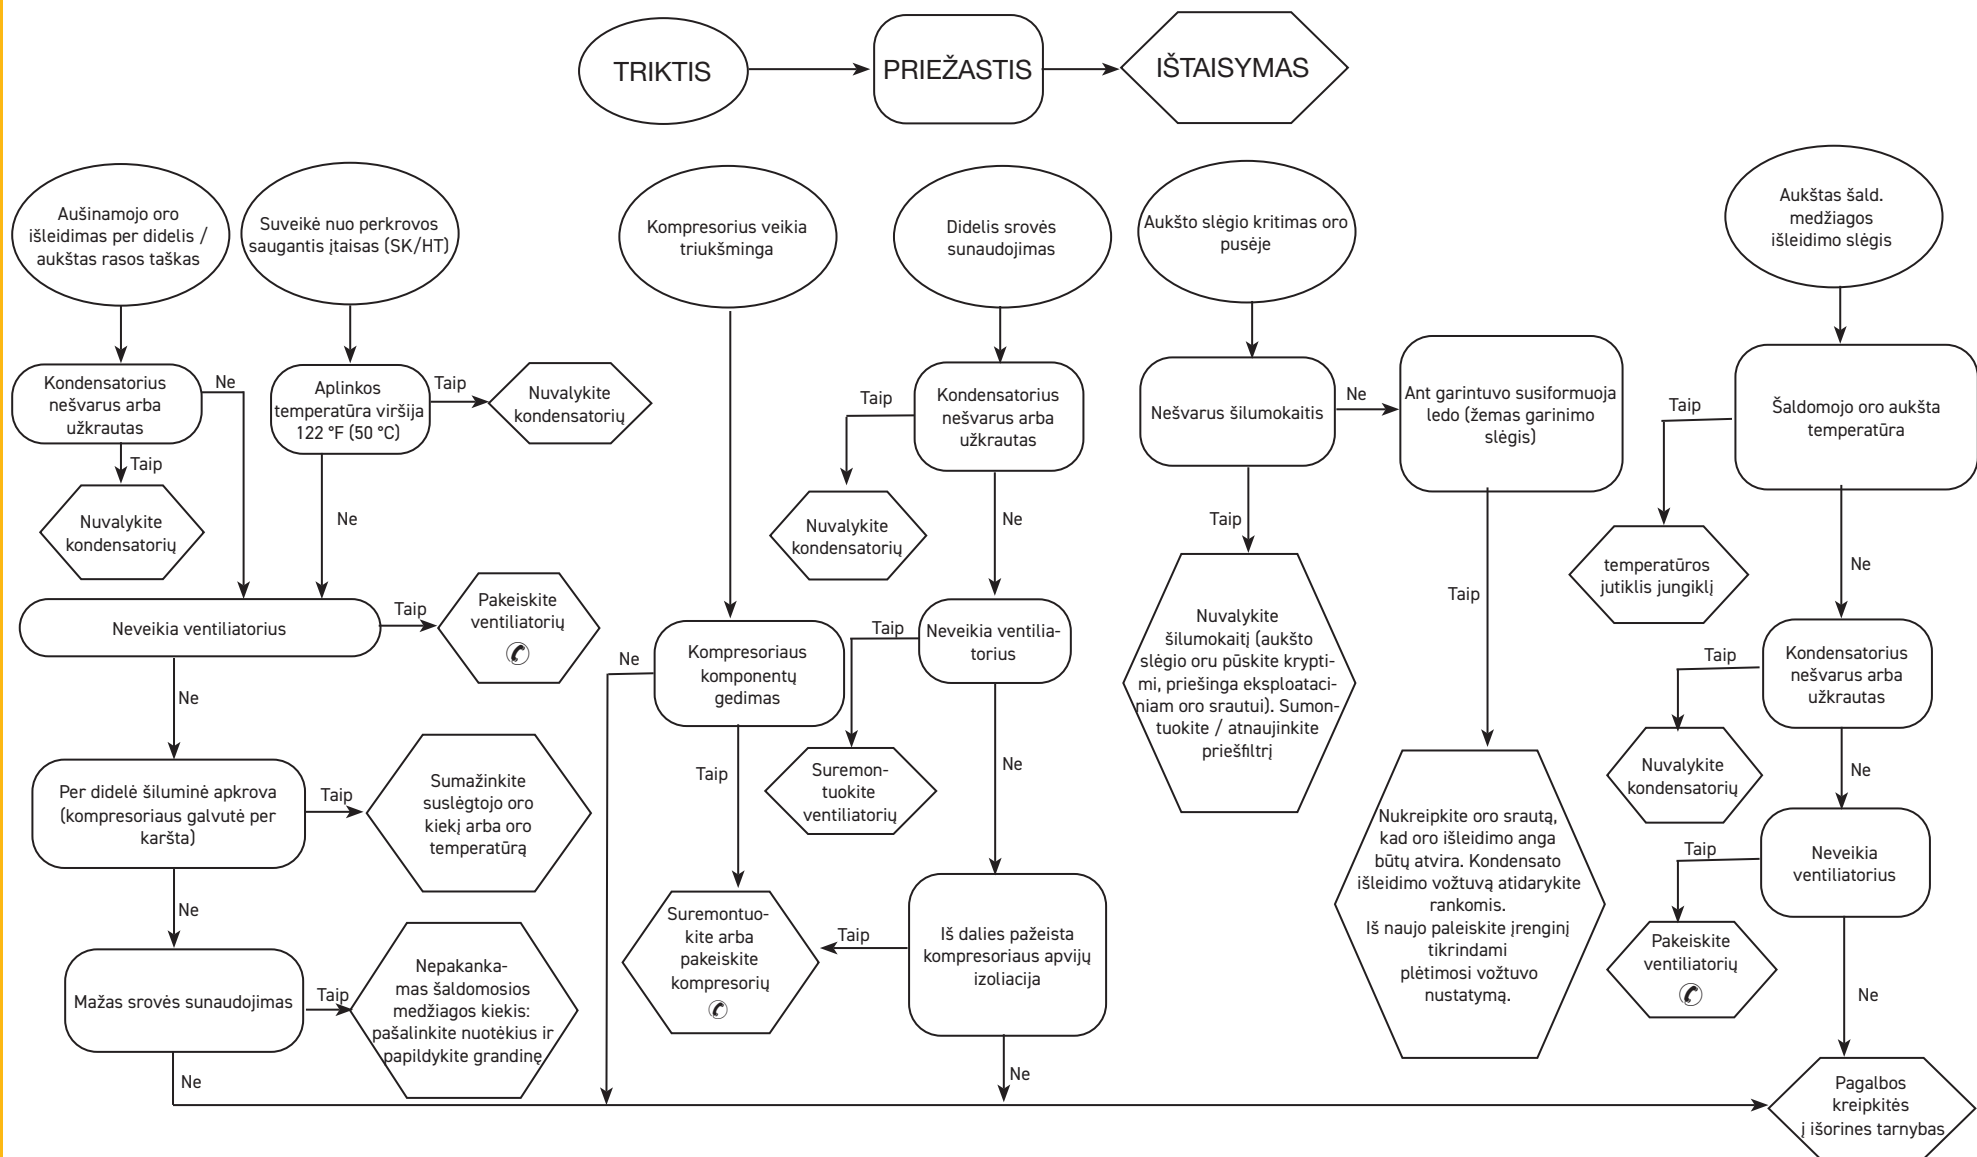 TRIKTIS
PRIEŽASTIS
IŠTAISYMAS
Aušinamojo oro
išleidimas per didelis /
aukštas rasos taškas
Suveikė nuo perkrovos
saugantis įtaisas (SK/HT)
Kompresorius veikia
triukšminga
Didelis srovės
sunaudojimas
Aukšto slėgio kritimas oro
pusėje
Aukštas šald.
medžiagos
išleidimo slėgis
Kondensatorius
nešvarus arba
užkrautas
Ne
Taip
Nuvalykite
kondensatorių
Aplinkos
temperatūra viršija
122 °F (50 °C)
Taip
Nuvalykite
kondensatorių
Ne
Neveikia ventiliatorius
Taip
Pakeiskite
ventiliatorių
Ne
Per didelė šiluminė apkrova
(kompresoriaus galvutė per
karšta)
Taip
Sumažinkite
suslėgtojo oro
kiekį arba oro
temperatūrą
Ne
Mažas srovės sunaudojimas
Taip
Nepakanka-
mas šaldomosios
medžiagos kiekis:
pašalinkite nuotėkius ir
papildykite grandinę
Ne
Kompresoriaus
komponentų
gedimas
Ne
Taip
Suremontuo-
kite arba
pakeiskite
kompresorių
Kondensatorius
nešvarus arba
užkrautas
Taip
Nuvalykite
kondensatorių
Ne
Neveikia ventilia-
torius
Taip
Suremon-
tuokite
ventiliatorių
Ne
Iš dalies pažeista
kompresoriaus apvijų
izoliacija
Taip
Ne
Nešvarus šilumokaitis
Ne
Taip
Nuvalykite
šilumokaitį (aukšto
slėgio oru pūskite krypti-
mi, priešinga eksploataci-
niam oro srautui). Sumon-
tuokite / atnaujinkite
priešfiltrį
Ant garintuvo susiformuoja
ledo (žemas garinimo
slėgis)
Taip
Nukreipkite oro srautą,
kad oro išleidimo anga
būtų atvira. Kondensato
išleidimo vožtuvą atidarykite
rankomis.
Iš naujo paleiskite įrenginį
tikrindami
plėtimosi vožtuvo
nustatymą.
Šaldomojo oro aukšta
temperatūra
Taip
temperatūros
jutiklis jungiklį
Ne
Kondensatorius
nešvarus arba
užkrautas
Taip
Nuvalykite
kondensatorių
Ne
Neveikia
ventiliatorius
Taip
Pakeiskite
ventiliatorių
Ne
Pagalbos
kreipkitės
į išorines tarnybas